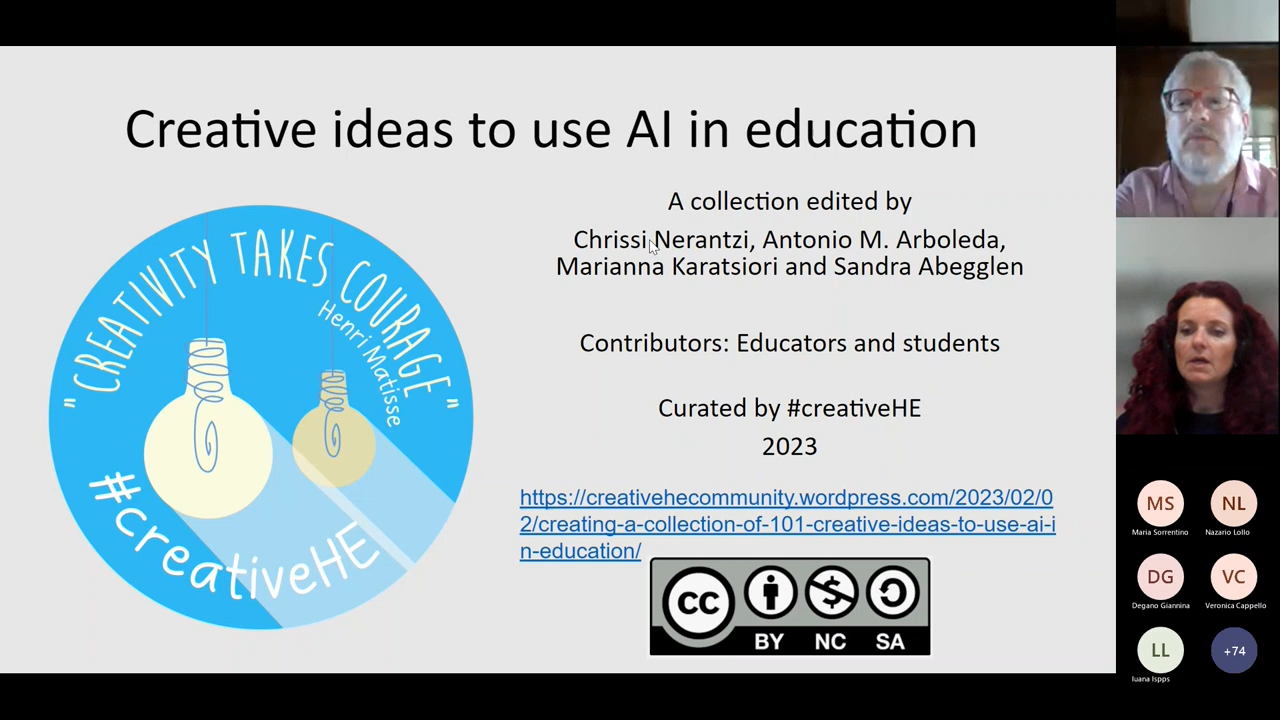 Creative ideas to use AI in education
A collection edited by
Chrissi Nerantzi, Antonio M. Arboleda,
Marianna Karatsiori and Sandra Abegglen
Contributors: Educators and students
Curated by #creativeHE
2023
https://creativehecommunity.wordpress.com/2023/02/0
2/creating-a-collection-of-101-creative-ideas-to-use-ai-i
n-education/
"CREATIVITY TAKES COURAGE"
Henri Matisse
#creativeHE
CC
BY NC SA
MS
Maria Sorrentino
NL
Nazario Lollo
DG
Degano Giannina
VC
Veronica Cappello
LL
luana lspps
+74